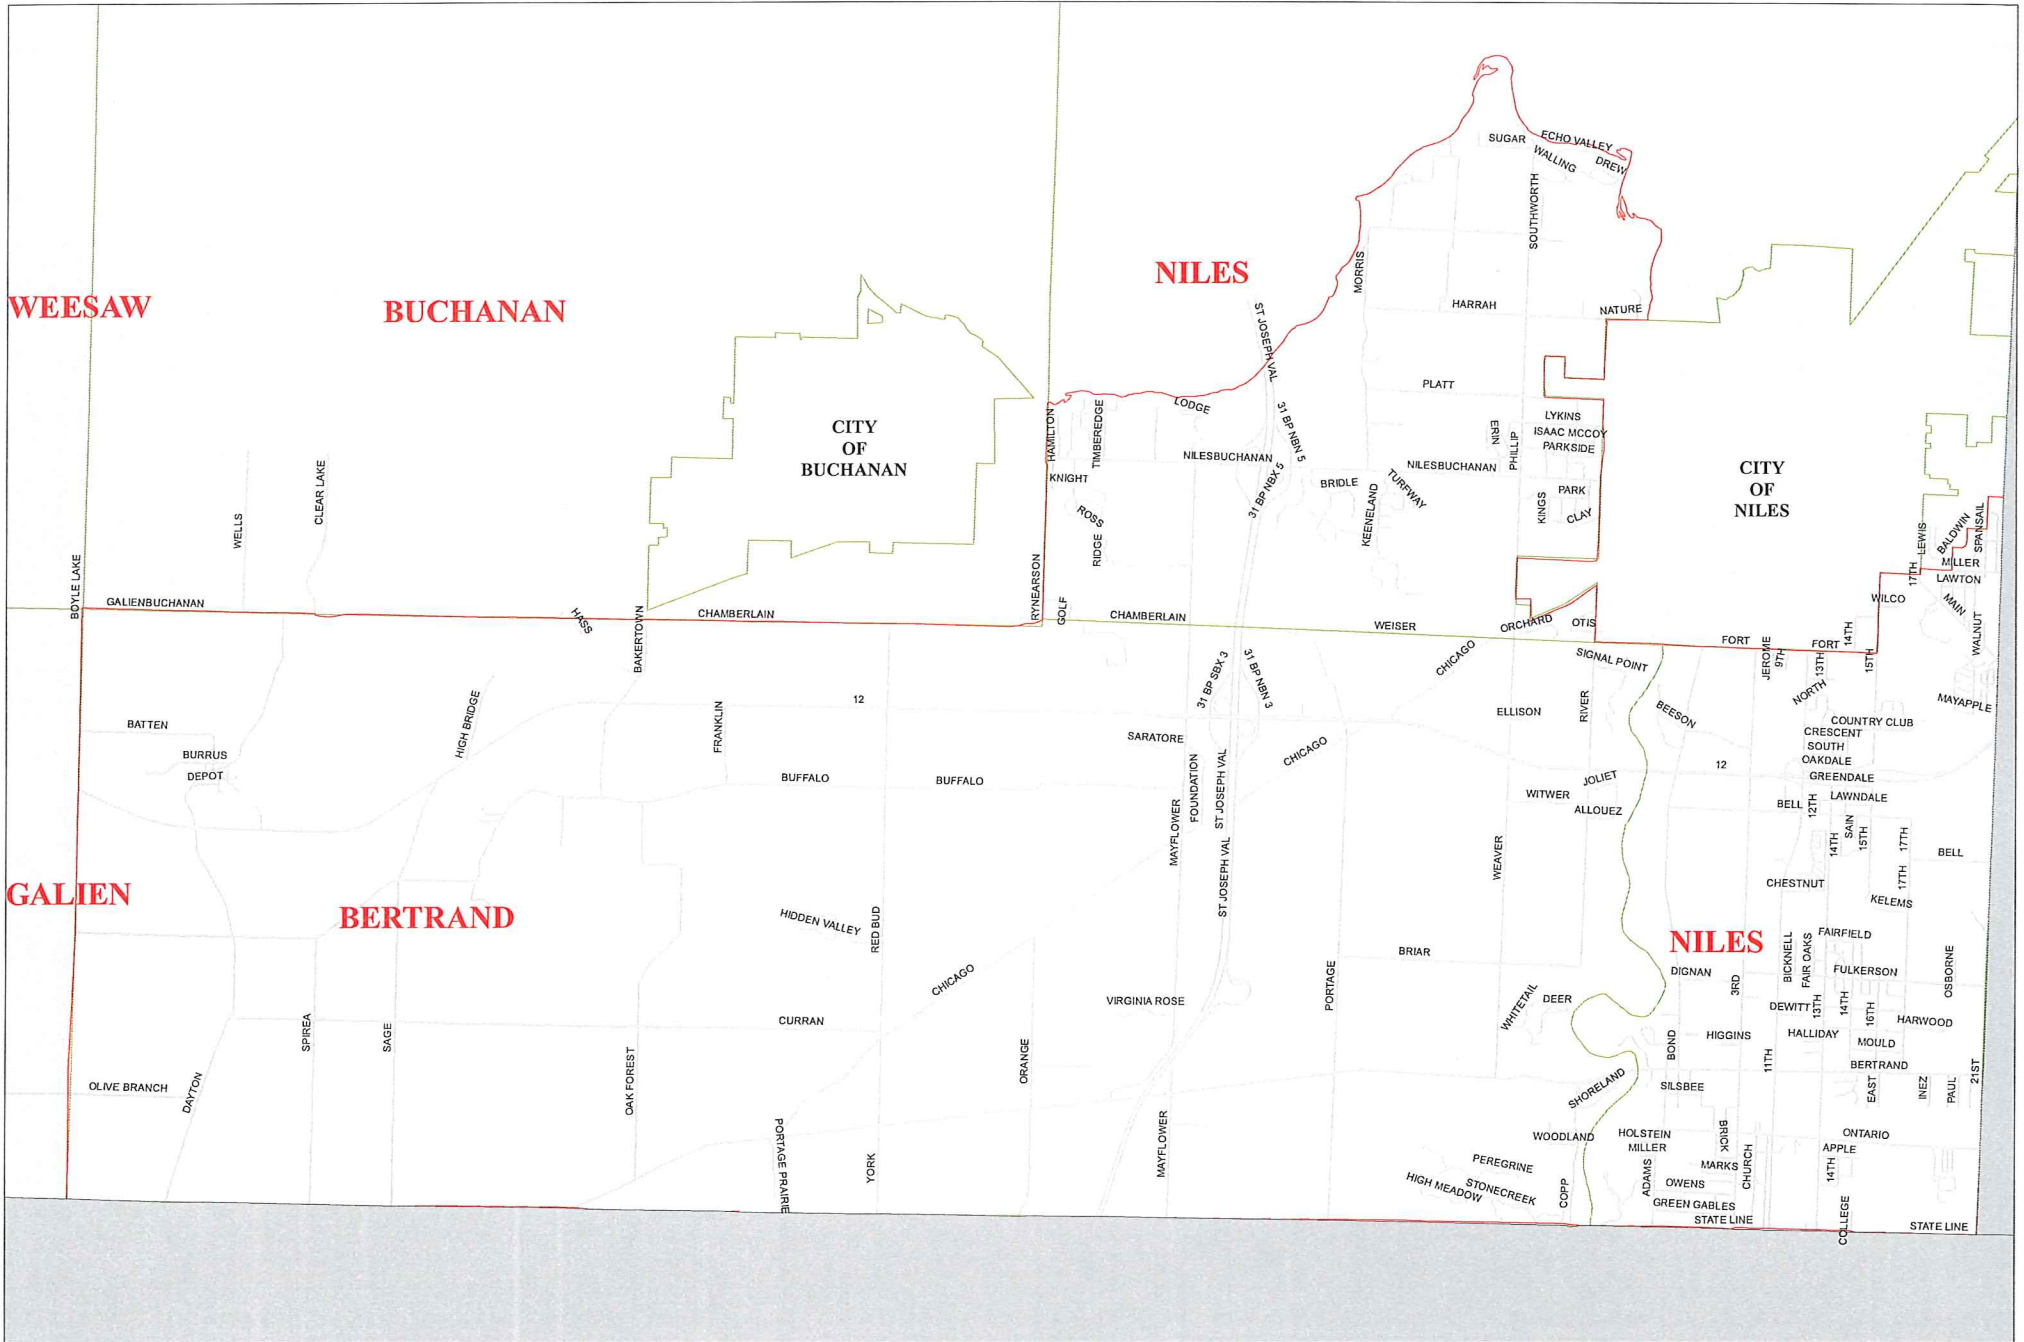 SUGAR
ECHO VALLEY
WALLING
DREW
SOUTHWORTH
MORRIS
NILES
WEESAW
BUCHANAN
HARRAH
NATURE
ST JOSEPH VAL
PLATT
LODGE
HAMILTON
TIMBEREDGE
31 BP NBN 5
LYKINS
ERIN
PHILLIP
ISAAC MCCOY
PARKSIDE
CITY
OF
BUCHANAN
NILESBUCHANAN
NILESBUCHANAN
CITY
OF
NILES
KNIGHT
31 BP NBX 5
BRIDLE
KEENELAND
TURFWAY
KINGS
PARK
CLAY
ROSS
RIDGE
WELLS
CLEAR LAKE
LEWIS
BALDWIN
SPANSAIL
MILLER
17TH
LAWTON
WILCO
MAIN
WALNUT
BOYLE LAKE
GALIENBUCHANAN
HASS
BAKERTOWN
CHAMBERLAIN
RYNEARSON
GOLF
CHAMBERLAIN
WEISER
ORCHARD
OTIS
FORT
JEROME
9TH
FORT
14TH
13TH
15TH
CHICAGO
SIGNAL POINT
31 BP SBX 3
31 BP NBN 3
NORTH
MAYAPPLE
12
HIGH BRIDGE
FRANKLIN
BATTEN
BURRUS
DEPOT
SARATORE
ELLISON
RIVER
BEESON
COUNTRY CLUB
CRESCENT
SOUTH
OAKDALE
GREENDALE
CHICAGO
12
BUFFALO
BUFFALO
FOUNDATION
ST JOSEPH VAL
JOLIET
WITWER
ALLOUEZ
BELL
12TH
LAWNDALE
MAYFLOWER
ST JOSEPH VAL
WEAVER
14TH
SAIN
15TH
17TH
BELL
CHESTNUT
17TH
KELEMS
GALIEN
BERTRAND
HIDDEN VALLEY
RED BUD
NILES
FAIRFIELD
BRIAR
BICKNELL
FAIR OAKS
OSBORNE
CHICAGO
PORTAGE
DIGNAN
3RD
FULKERSON
VIRGINIA ROSE
WHITETAIL
DEER
DEWITT
13TH
14TH
16TH
HARWOOD
SPIREA
SAGE
CURRAN
ORANGE
BOND
HIGGINS
HALLIDAY
MOULD
11TH
BERTRAND
21ST
OLIVE BRANCH
DAYTON
OAK FOREST
SHORELAND
SILSBEE
EAST
INEZ
PAUL
PORTAGE PRAIRIE
YORK
MAYFLOWER
WOODLAND
HOLSTEIN
MILLER
BRICK
ONTARIO
APPLE
PEREGRINE
ADAMS
MARKS
CHURCH
14TH
HIGH MEADOW
STONECREEK
COPP
OWENS
GREEN GABLES
STATE LINE
COLLEGE
STATE LINE